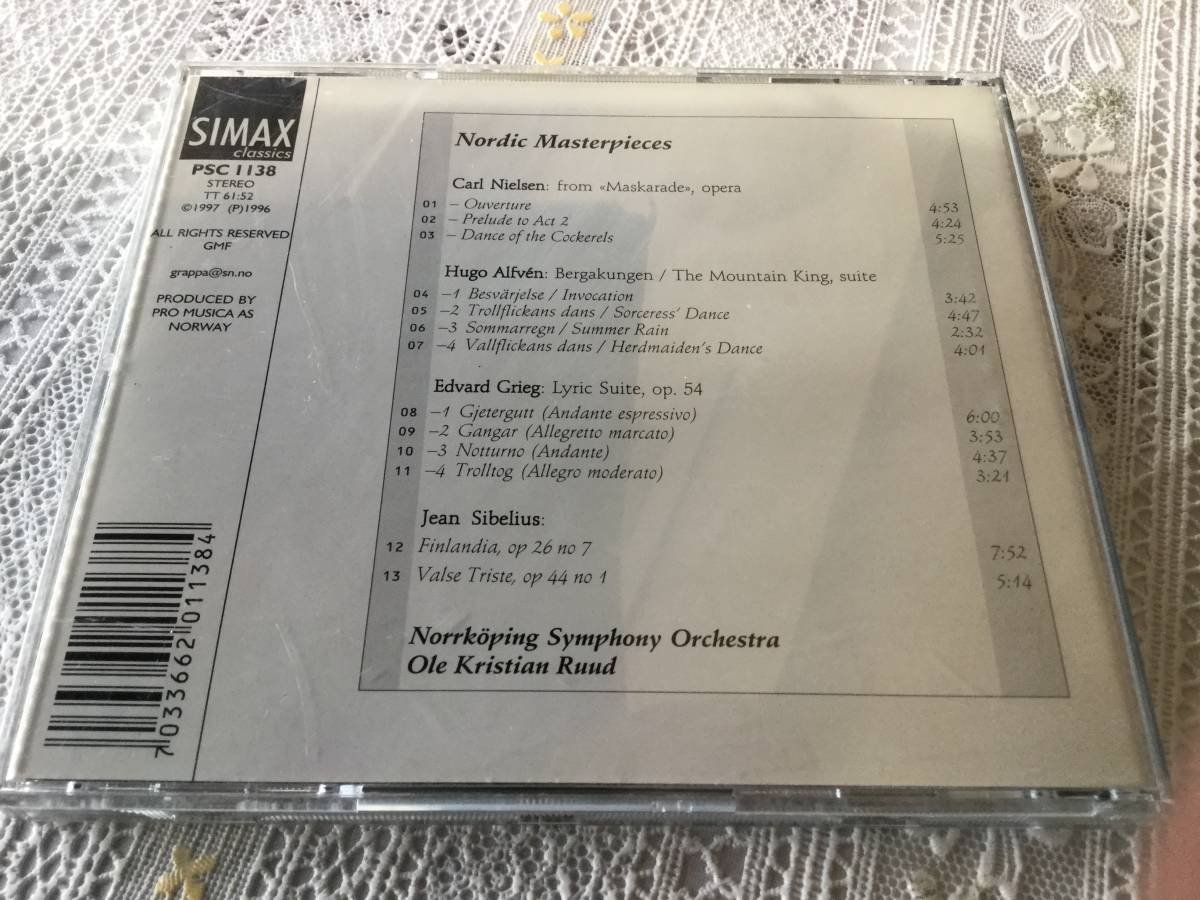 SIMAX
classics
PSC 1138
STEREO
TT 61:52
©1997 (P)1996
ALL RIGHTS RESERVED
GMF
grappa@sn.no
PRODUCED BY
PRO MUSICA AS
NORWAY
7033662011384
Nordic Masterpieces
Carl Nielsen: from «Maskarade», opera
01 – Ouverture 4:53
02 – Prelude to Act 2 4:24
03 – Dance of the Cockerels 5:25
Hugo Alfvén: Bergakungen / The Mountain King, suite
04 –1 Besvärjelse / Invocation 3:42
05 –2 Trollflickans dans / Sorceress' Dance 4:47
06 –3 Sommarregn / Summer Rain 2:32
07 –4 Vallflickans dans / Herdmaiden's Dance 4:01
Edvard Grieg: Lyric Suite, op. 54
08 –1 Gjetergutt (Andante espressivo) 6:00
09 –2 Gangar (Allegretto marcato) 3:53
10 –3 Notturno (Andante) 4:37
11 –4 Trolltog (Allegro moderato) 3:21
Jean Sibelius:
12 Finlandia, op 26 no 7 7:52
13 Valse Triste, op 44 no 1 5:14
Norrköping Symphony Orchestra
Ole Kristian Ruud